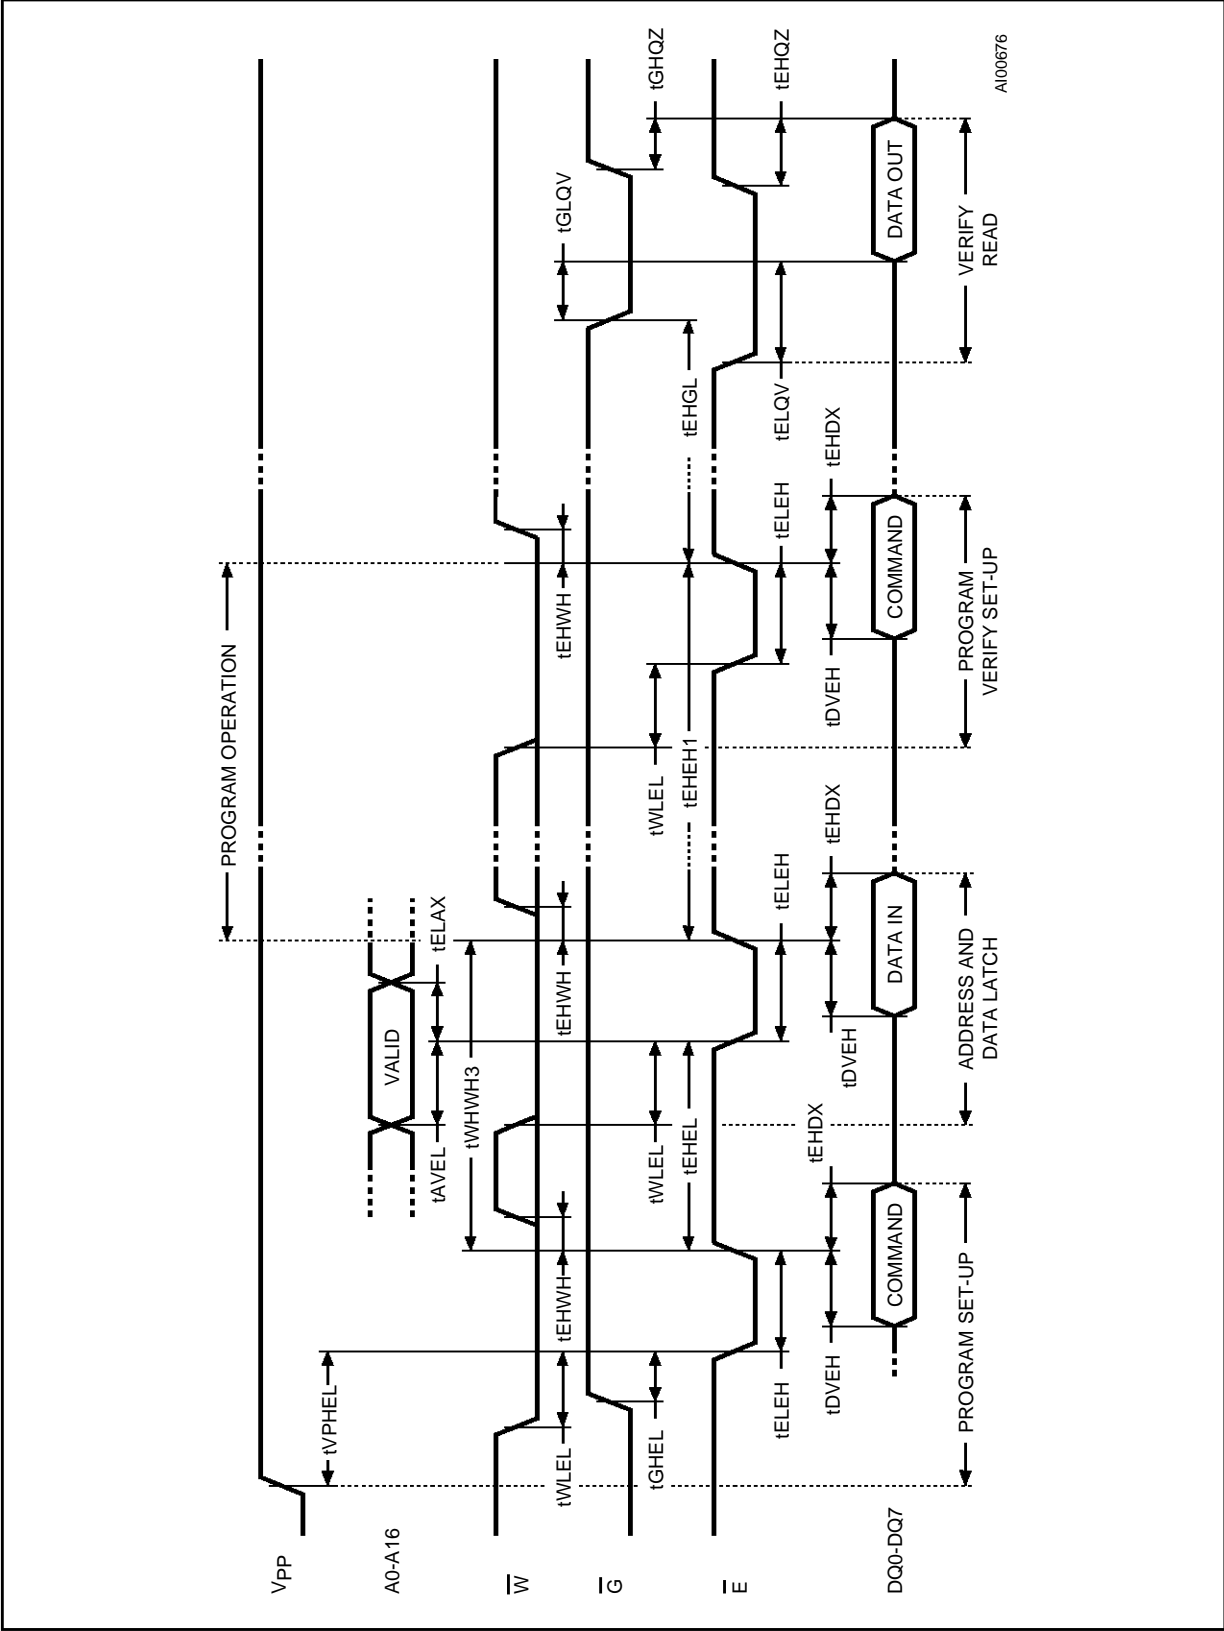 PROGRAM OPERATION
VPP
tVPHEL
A0-A16
VALID
tAVEL
tELAX
tWHWH3
W
tWLEL
tEHWH
tEHWH
tEHWH
tGLQV
G
tGHEL
tWLEL
tWLEL
tGHQZ
tEHEL
tEHEH1
tEHGL
E
tELEH
tELEH
tELEH
tELQV
tEHQZ
tDVEH
tEHDX
tDVEH
tEHDX
tDVEH
tEHDX
DQ0-DQ7
COMMAND
DATA IN
COMMAND
DATA OUT
PROGRAM SET-UP
ADDRESS AND
DATA LATCH
PROGRAM
VERIFY SET-UP
VERIFY
READ
AI00676